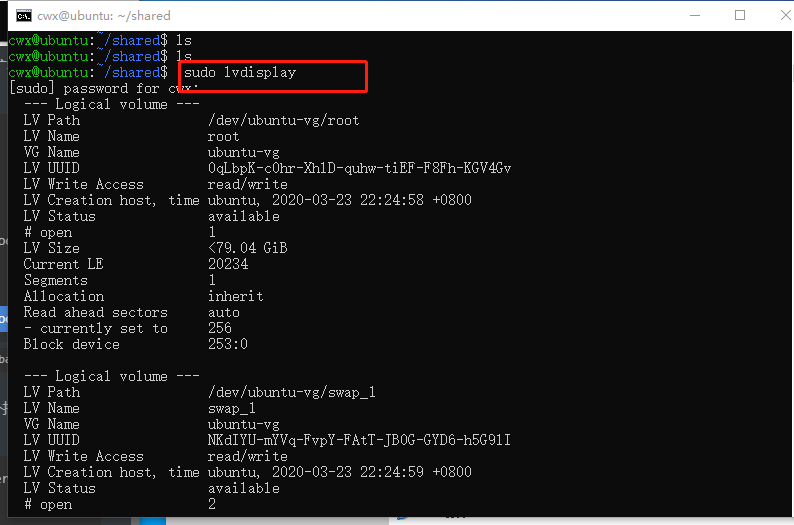 cwx@ubuntu: ~/shared
cwx@ubuntu:~/shared$ ls
cwx@ubuntu:~/shared$ ls
cwx@ubuntu:~/shared$ sudo lvdisplay
[sudo] password for cwx:
--- Logical volume ---
LV Path /dev/ubuntu-vg/root
LV Name root
VG Name ubuntu-vg
LV UUID 0qLbpK-c0hr-Xh1D-quhw-tiEF-F8Fh-KGV4Gv
LV Write Access read/write
LV Creation host, time ubuntu, 2020-03-23 22:24:58 +0800
LV Status available
# open 1
LV Size <79.04 GiB
Current LE 20234
Segments 1
Allocation inherit
Read ahead sectors auto
- currently set to 256
Block device 253:0
--- Logical volume ---
LV Path /dev/ubuntu-vg/swap_1
LV Name swap_1
VG Name ubuntu-vg
LV UUID NKdIYU-mYVq-FvpY-FAtT-JB0G-GYD6-h5G91I
LV Write Access read/write
LV Creation host, time ubuntu, 2020-03-23 22:24:59 +0800
LV Status available
# open 2